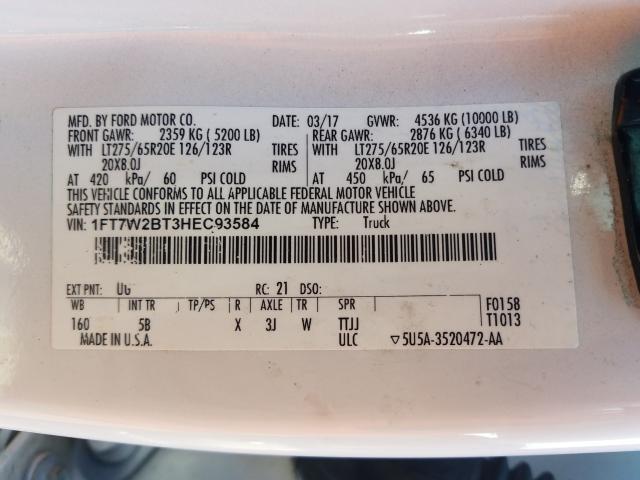 MFD. BY FORD MOTOR CO. DATE: 03/17 GVWR: 4536 KG (10000 LB)
FRONT GAWR: 2359 KG (5200 LB) REAR GAWR: 2876 KG (6340 LB)
WITH LT275/65R20E 126/123R TIRES WITH LT275/65R20E 126/123R TIRES
20X8.0J RIMS 20X8.0J RIMS
AT 420 kPa/ 60 PSI COLD AT 450 kPa/ 65 PSI COLD
THIS VEHICLE CONFORMS TO ALL APPLICABLE FEDERAL MOTOR VEHICLE
SAFETY STANDARDS IN EFFECT ON THE DATE OF MANUFACTURE SHOWN ABOVE.
VIN: 1FT7W2BT3HEC93584 TYPE: Truck
EXT PNT: UG RC: 21 DSO:
WB INT TR TP/PS R AXLE TR SPR F0158
160 5B X 3J W TTJJ T1013
MADE IN U.S.A. ULC ▽5U5A-3520472-AA